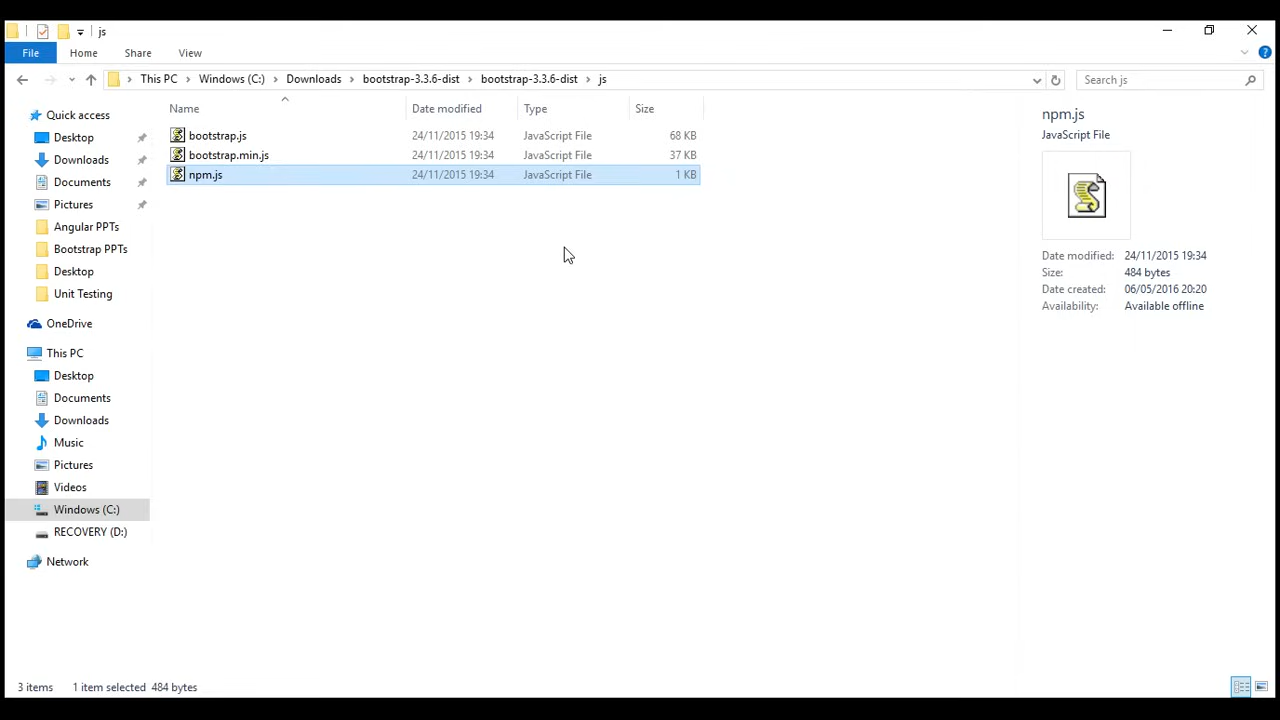 js
File Home Share View
This PC Windows (C:) Downloads bootstrap-3.3.6-dist bootstrap-3.3.6-dist js Search js
Name Date modified Type Size
bootstrap.js 24/11/2015 19:34 JavaScript File 68 KB
bootstrap.min.js 24/11/2015 19:34 JavaScript File 37 KB
npm.js 24/11/2015 19:34 JavaScript File 1 KB
Quick access
Desktop
Downloads
Documents
Pictures
Angular PPTs
Bootstrap PPTs
Desktop
Unit Testing
OneDrive
This PC
Desktop
Documents
Downloads
Music
Pictures
Videos
Windows (C:)
RECOVERY (D:)
Network
npm.js
JavaScript File
Date modified: 24/11/2015 19:34
Size: 484 bytes
Date created: 06/05/2016 20:20
Availability: Available offline
3 items 1 item selected 484 bytes